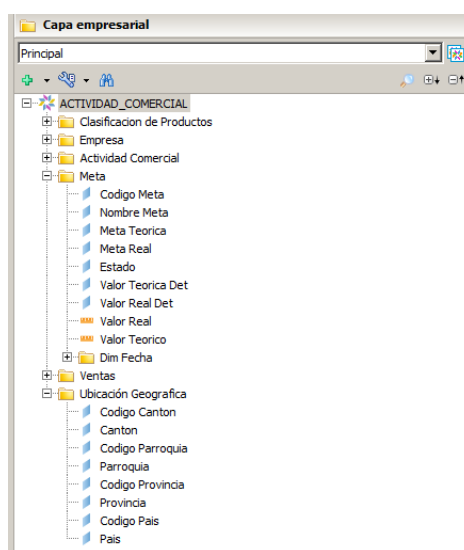 Capa empresarial
Principal
ACTIVIDAD_COMERCIAL
Clasificacion de Productos
Empresa
Actividad Comercial
Meta
Codigo Meta
Nombre Meta
Meta Teorica
Meta Real
Estado
Valor Teorica Det
Valor Real Det
Valor Real
Valor Teorico
Dim Fecha
Ventas
Ubicación Geografica
Codigo Canton
Canton
Codigo Parroquia
Parroquia
Codigo Provincia
Provincia
Codigo Pais
Pais